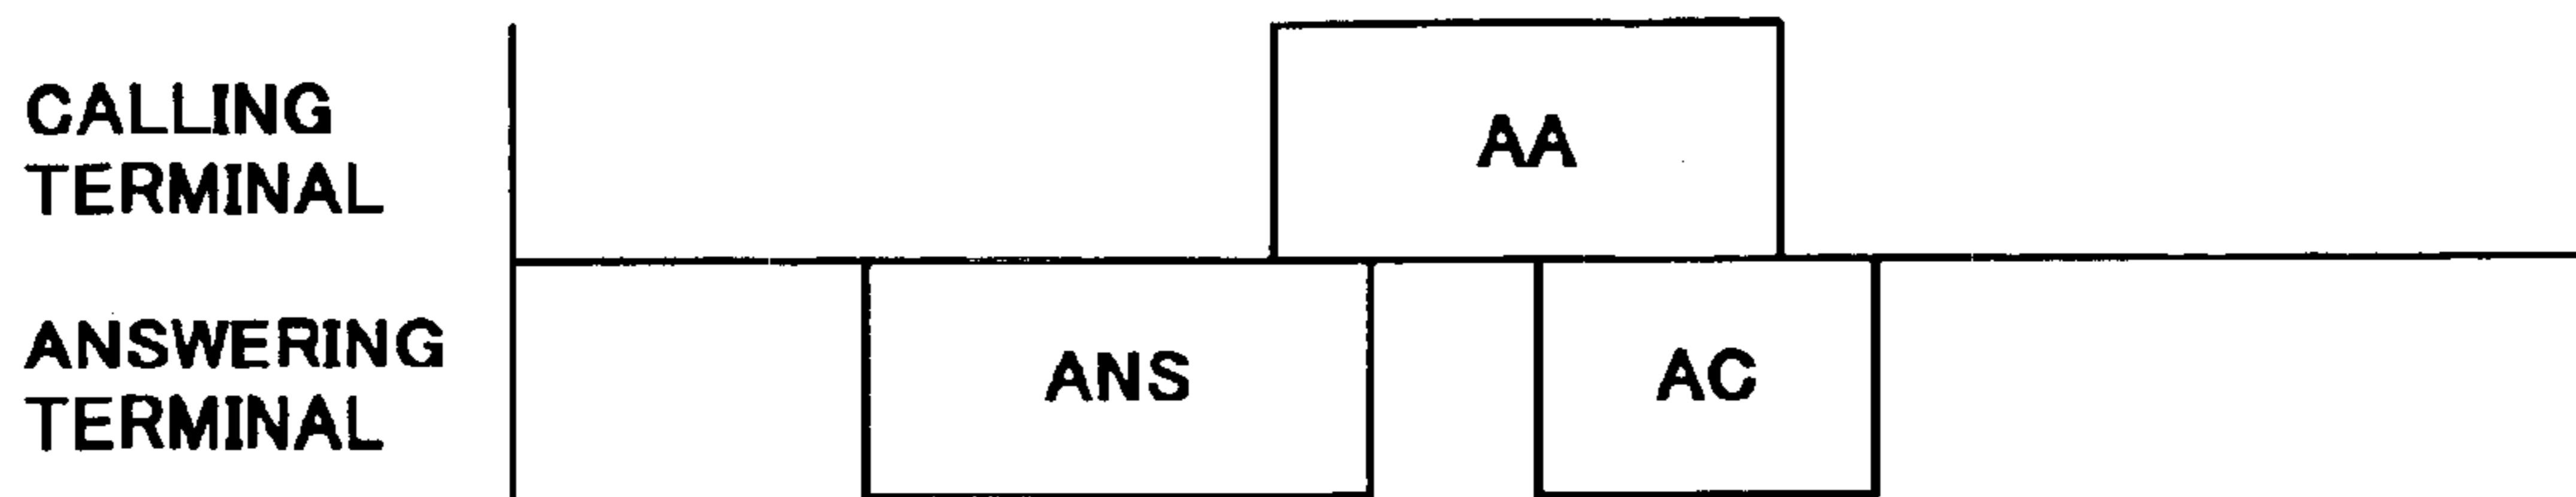 CALLING
TERMINAL
AA
ANSWERING
TERMINAL
ANS
AC